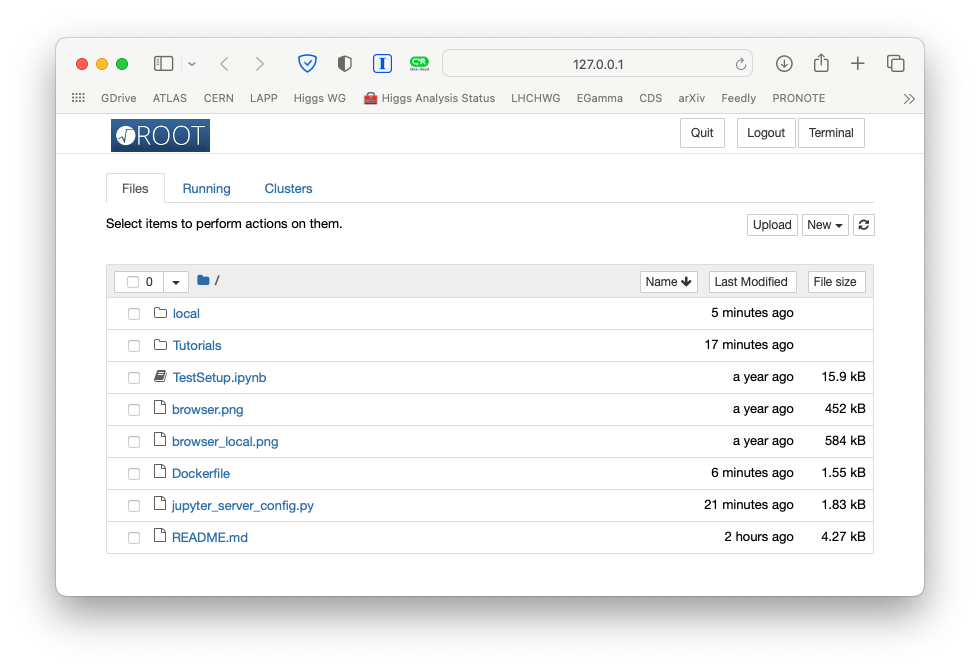 127.0.0.1
GDrive ATLAS CERN LAPP Higgs WG Higgs Analysis Status LHCHWG EGamma CDS arXiv Feedly PRONOTE
ROOT Quit Logout Terminal
Files Running Clusters
Select items to perform actions on them. Upload New
0 / Name Last Modified File size
local 5 minutes ago
Tutorials 17 minutes ago
TestSetup.ipynb a year ago 15.9 kB
browser.png a year ago 452 kB
browser_local.png a year ago 584 kB
Dockerfile 6 minutes ago 1.55 kB
jupyter_server_config.py 21 minutes ago 1.83 kB
README.md 2 hours ago 4.27 kB